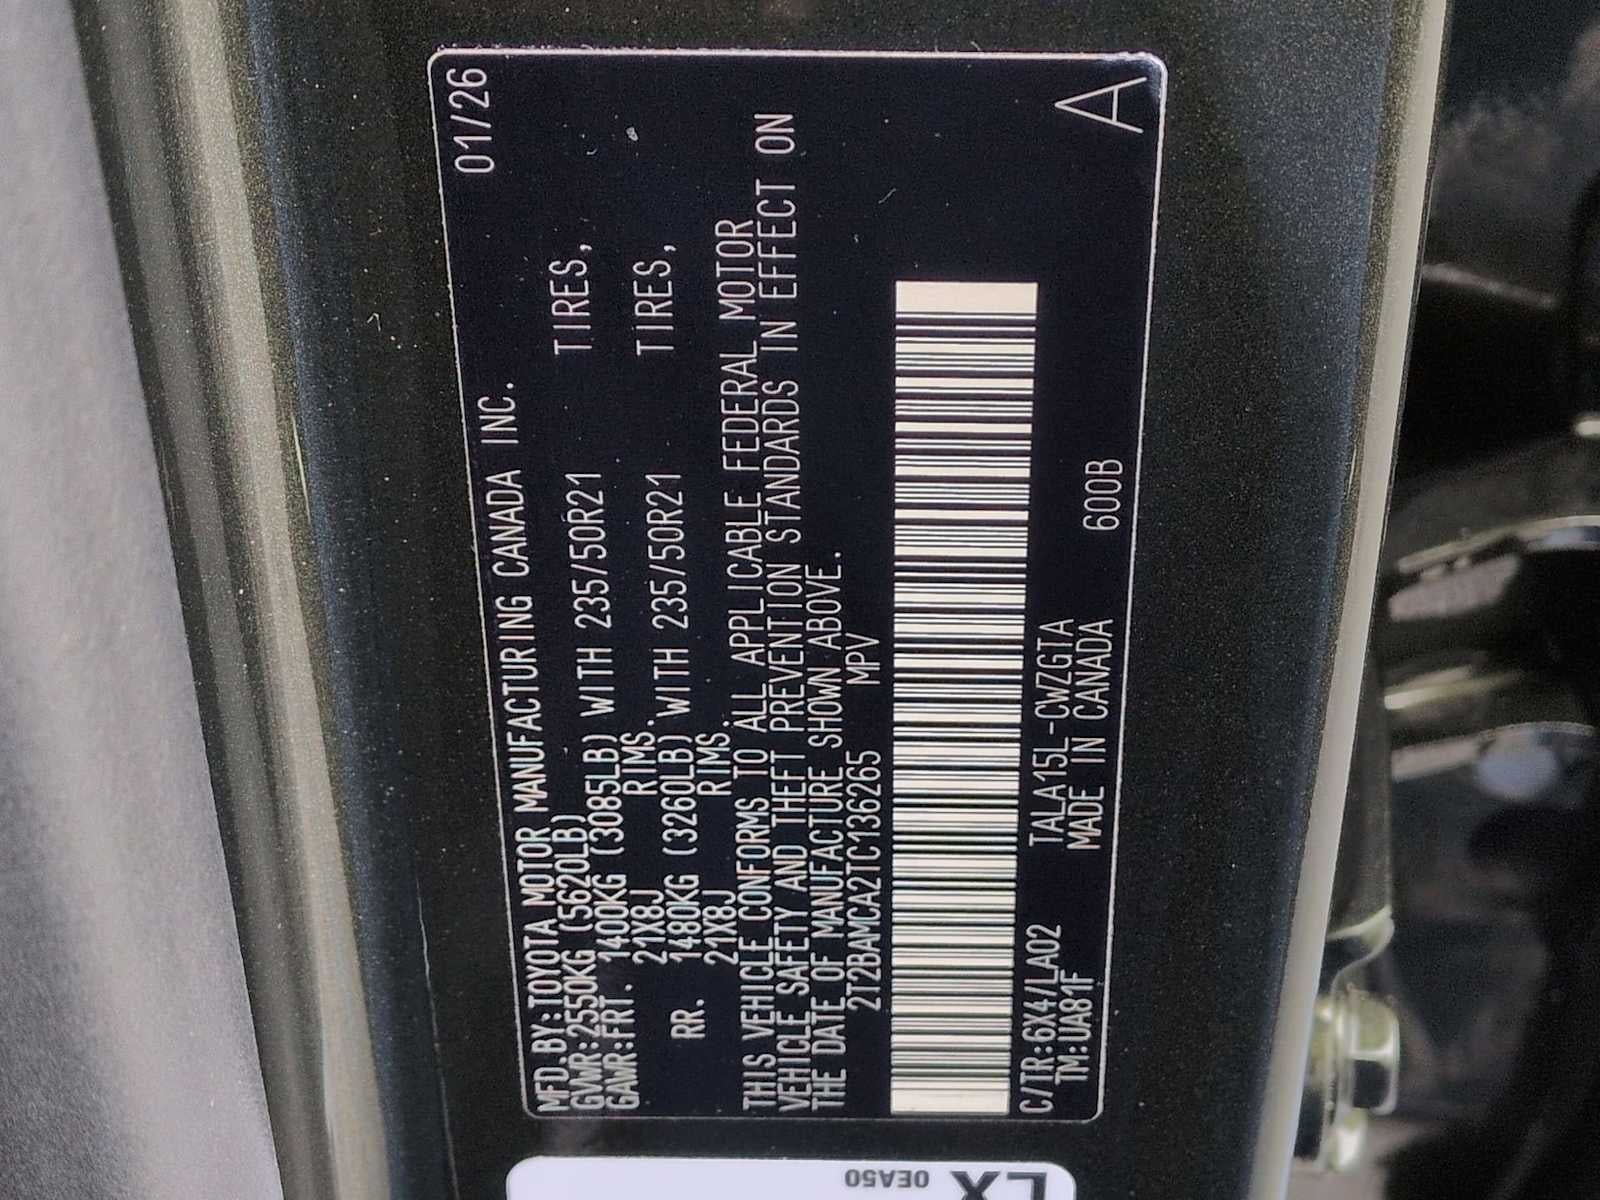 MFD.BY:TOYOTA MOTOR MANUFACTURING CANADA INC. 01/26
GVWR:2550KG (5620LB)
GAWR:FRT. 1400KG (3085LB) WITH 235/50R21 TIRES,
21X8J RIMS.
RR. 1480KG (3260LB) WITH 235/50R21 TIRES,
21X8J RIMS.
THIS VEHICLE CONFORMS TO ALL APPLICABLE FEDERAL MOTOR
VEHICLE SAFETY AND THEFT PREVENTION STANDARDS IN EFFECT ON
THE DATE OF MANUFACTURE SHOWN ABOVE.
2T2BAMCA2TC136265 MPV
C/TR:6X4/LA02 TALA15L-CWZGTA 600B
TM:UA81F MADE IN CANADA
A
LX
0EA50